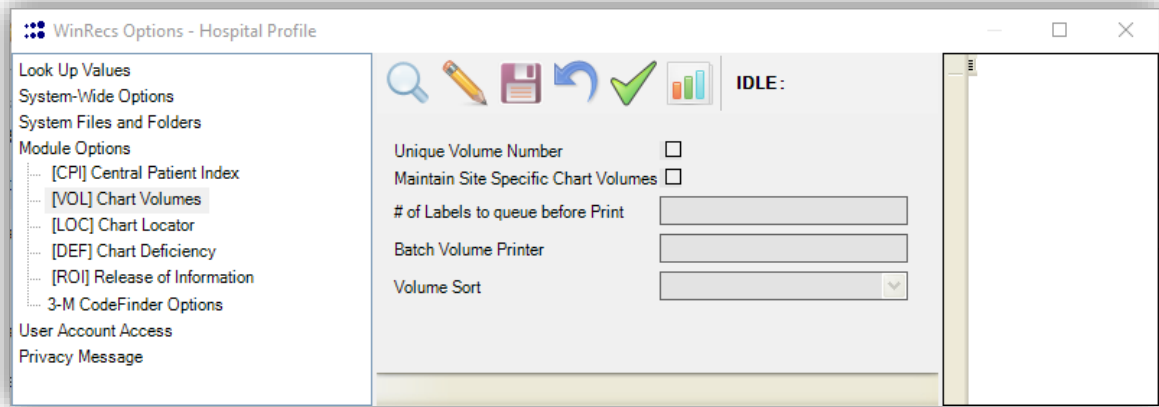 WinRecs Options - Hospital Profile
Look Up Values
System-Wide Options
System Files and Folders
Module Options
[CPI] Central Patient Index
[VOL] Chart Volumes
[LOC] Chart Locator
[DEF] Chart Deficiency
[ROI] Release of Information
3-M CodeFinder Options
User Account Access
Privacy Message
IDLE:
Unique Volume Number
Maintain Site Specific Chart Volumes
# of Labels to queue before Print
Batch Volume Printer
Volume Sort